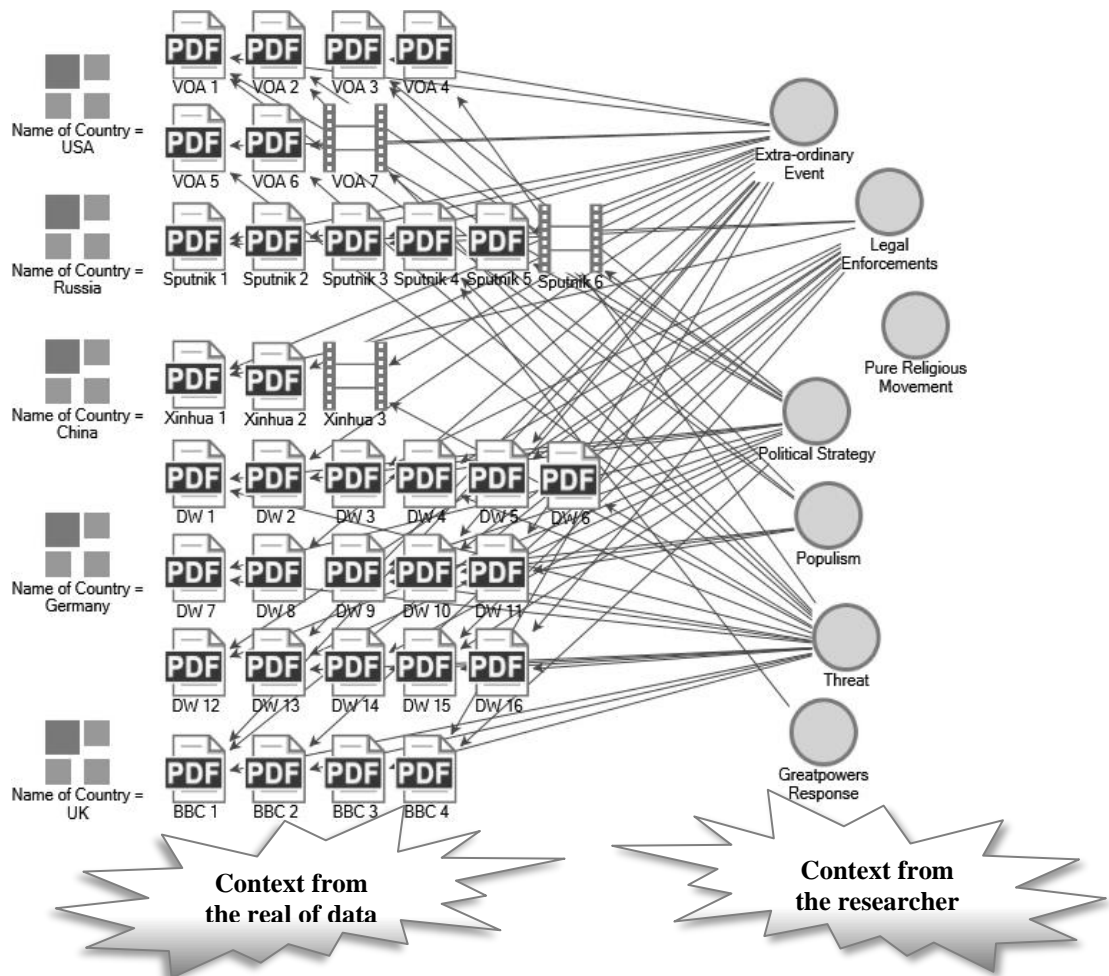 PDF PDF PDF PDF
VOA 1 VOA 2 VOA 3 VOA 4
Name of Country =
USA
PDF PDF
VOA 5 VOA 6 VOA 7
Extra-ordinary
Event
PDF PDF PDF PDF PDF
Sputnik 1 Sputnik 2 Sputnik 3 Sputnik 4 Sputnik 5 Sputnik 6
Name of Country =
Russia
Legal
Enforcements
PDF PDF
Xinhua 1 Xinhua 2 Xinhua 3
Name of Country =
China
Pure Religious
Movement
Political Strategy
PDF PDF PDF PDF PDF PDF
DW 1 DW 2 DW 3 DW 4 DW 5 DW 6
Populism
PDF PDF PDF PDF PDF
DW 7 DW 8 DW 9 DW 10 DW 11
Name of Country =
Germany
PDF PDF PDF PDF PDF
DW 12 DW 13 DW 14 DW 15 DW 16
Threat
PDF PDF PDF PDF
BBC 1 BBC 2 BBC 3 BBC 4
Name of Country =
UK
Greatpowers
Response
Context from
the real of data
Context from
the researcher